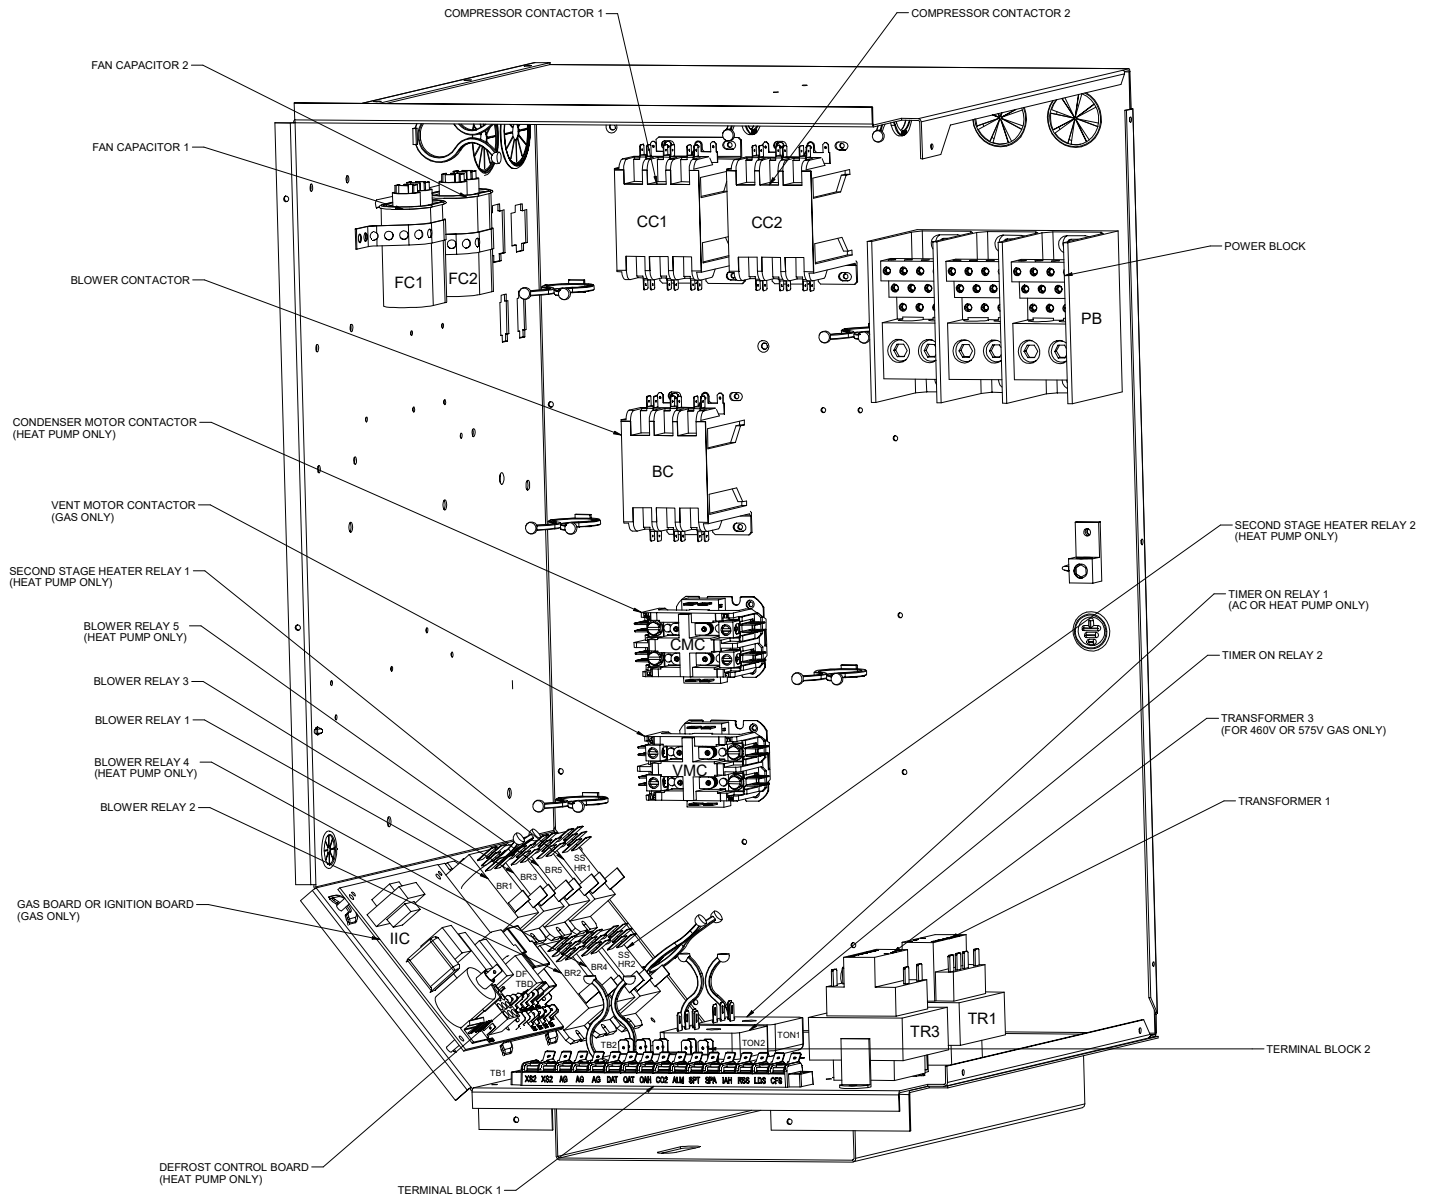 COMPRESSOR CONTACTOR 1
COMPRESSOR CONTACTOR 2
FAN CAPACITOR 2
FAN CAPACITOR 1
CC1
CC2
POWER BLOCK
BLOWER CONTACTOR
FC1
FC2
PB
CONDENSER MOTOR CONTACTOR
(HEAT PUMP ONLY)
BC
VENT MOTOR CONTACTOR
(GAS ONLY)
SECOND STAGE HEATER RELAY 2
(HEAT PUMP ONLY)
SECOND STAGE HEATER RELAY 1
(HEAT PUMP ONLY)
TIMER ON RELAY 1
(AC OR HEAT PUMP ONLY)
BLOWER RELAY 5
(HEAT PUMP ONLY)
CMC
TIMER ON RELAY 2
BLOWER RELAY 3
BLOWER RELAY 1
TRANSFORMER 3
(FOR 460V OR 575V GAS ONLY)
BLOWER RELAY 4
(HEAT PUMP ONLY)
VMC
BLOWER RELAY 2
TRANSFORMER 1
SS
HR1
BR5
BR3
BR1
GAS BOARD OR IGNITION BOARD
(GAS ONLY)
IIC
SS
HR2
BR4
BR2
DF
TBD
TR3
TR1
TON1
TON2
TB2
TERMINAL BLOCK 2
TB1
XS2 XS2 AG AG AG DAT OAT OAH CO2 ALM SPT SPA IAH RSS LDS CFS
DEFROST CONTROL BOARD
(HEAT PUMP ONLY)
TERMINAL BLOCK 1